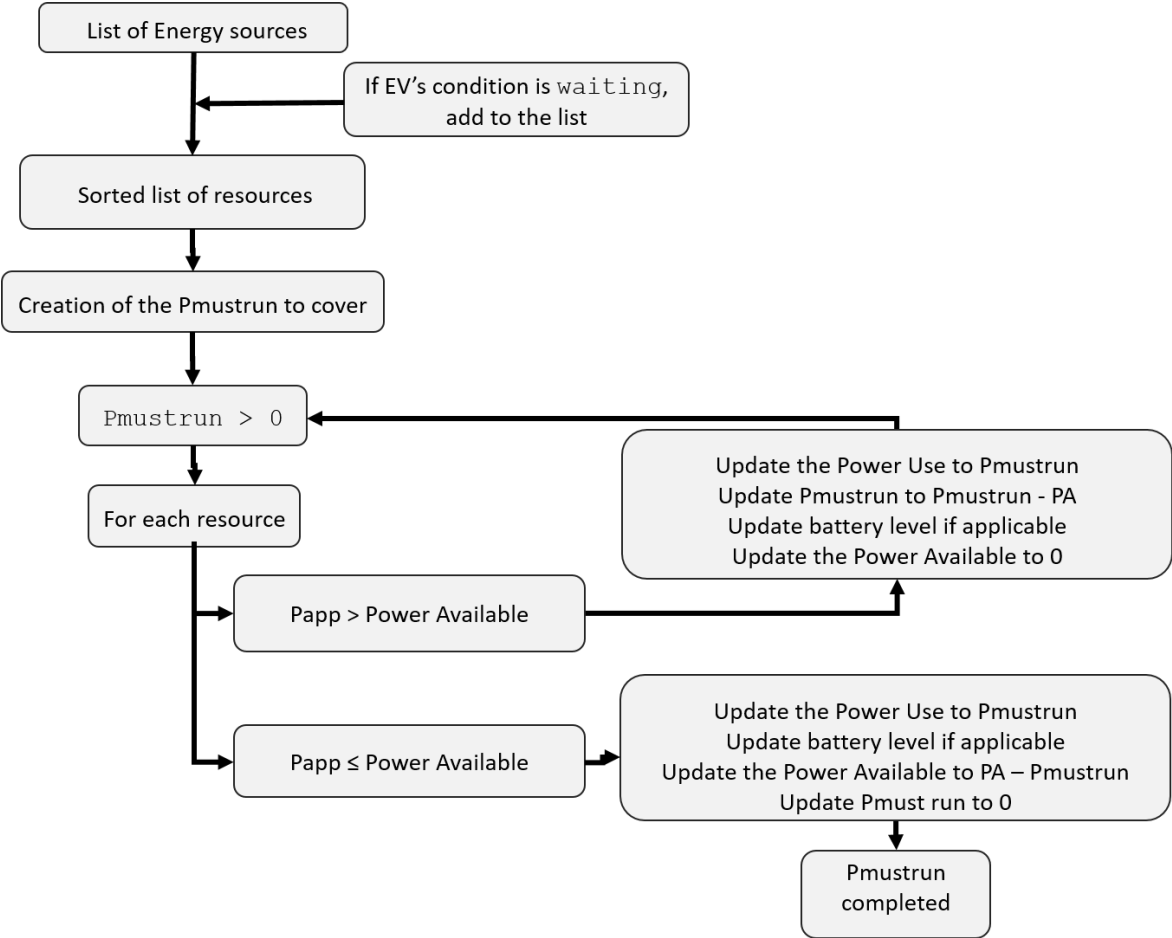 List of Energy sources
If EV’s condition is waiting,
add to the list
Sorted list of resources
Creation of the Pmustrun to cover
Pmustrun > 0
For each resource
Update the Power Use to Pmustrun
Update Pmustrun to Pmustrun - PA
Update battery level if applicable
Update the Power Available to 0
Papp > Power Available
Papp ≤ Power Available
Update the Power Use to Pmustrun
Update battery level if applicable
Update the Power Available to PA – Pmustrun
Update Pmust run to 0
Pmustrun
completed